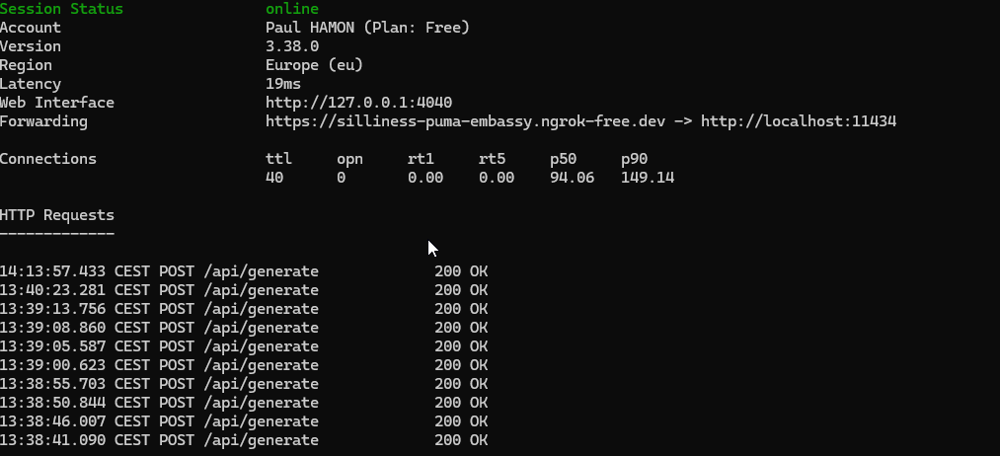 Session Status                online
Account                       Paul HAMON (Plan: Free)
Version                       3.38.0
Region                        Europe (eu)
Latency                       19ms
Web Interface                 http://127.0.0.1:4040
Forwarding                    https://silliness-puma-embassy.ngrok-free.dev -> http://localhost:11434
Connections                   ttl     opn     rt1     rt5     p50     p90
                              40      0       0.00    0.00    94.06   149.14
HTTP Requests
-------------
14:13:57.433 CEST POST /api/generate             200 OK
13:40:23.281 CEST POST /api/generate             200 OK
13:39:13.756 CEST POST /api/generate             200 OK
13:39:08.860 CEST POST /api/generate             200 OK
13:39:05.587 CEST POST /api/generate             200 OK
13:39:00.623 CEST POST /api/generate             200 OK
13:38:55.703 CEST POST /api/generate             200 OK
13:38:50.844 CEST POST /api/generate             200 OK
13:38:46.007 CEST POST /api/generate             200 OK
13:38:41.090 CEST POST /api/generate             200 OK